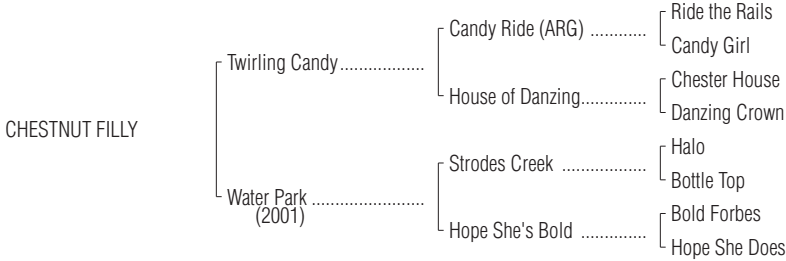 Ride the Rails
Candy Ride (ARG) ............
Candy Girl
Twirling Candy..................
Chester House
House of Danzing..............
Danzing Crown
CHESTNUT FILLY
Halo
Strodes Creek ..................
Bottle Top
Water Park ........................
(2001)
Bold Forbes
Hope She's Bold ..............
Hope She Does